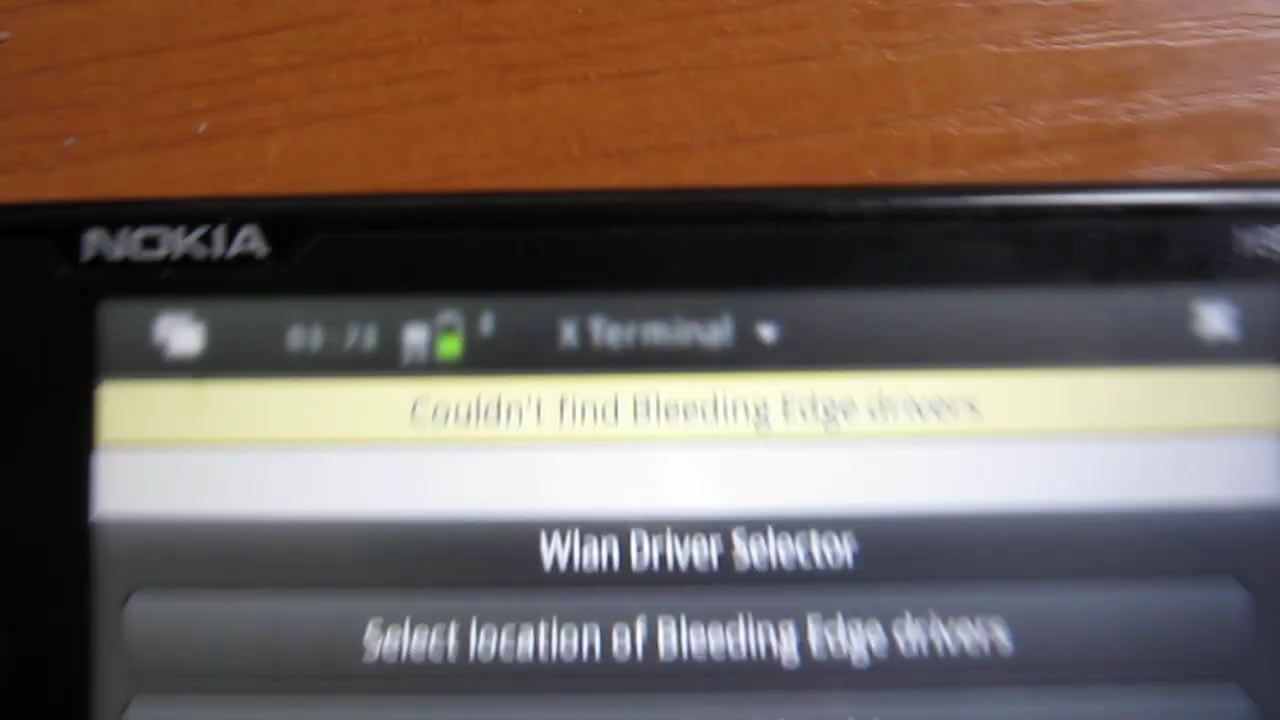 NOKIA
X Terminal
Couldn't find Bleeding Edge drivers
Wlan Driver Selector
Select location of Bleeding Edge drivers